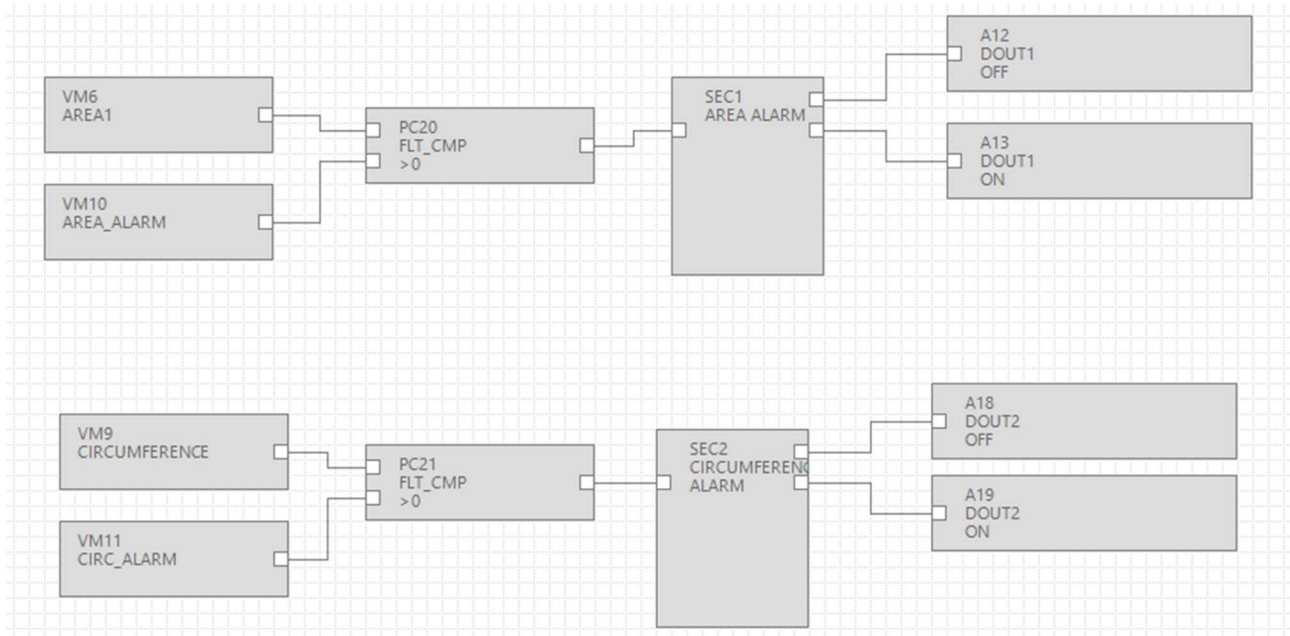 VM6
AREA1
VM10
AREA_ALARM
PC20
FLT_CMP
>0
SEC1
AREA ALARM
A12
DOUT1
OFF
A13
DOUT1
ON
VM9
CIRCUMFERENCE
VM11
CIRC_ALARM
PC21
FLT_CMP
>0
SEC2
CIRCUMFERENC
ALARM
A18
DOUT2
OFF
A19
DOUT2
ON